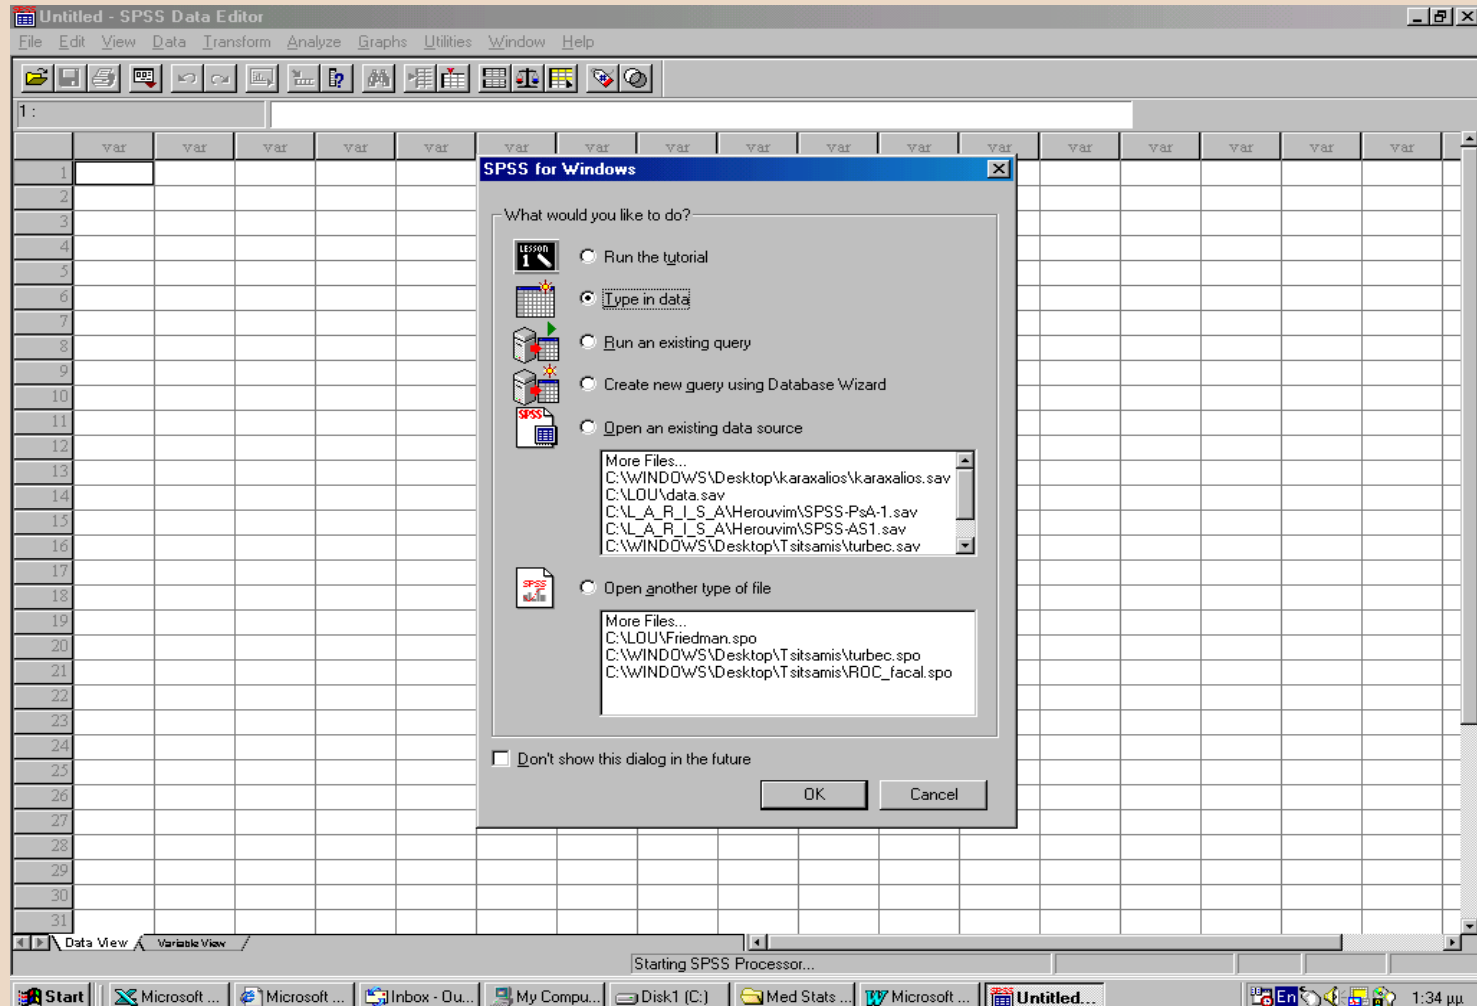 Untitled - SPSS Data Editor
File Edit View Data Transform Analyze Graphs Utilities Window Help
1 :
var var var var var var var var var var var var var var var var var
SPSS for Windows
What would you like to do?
LESSON
1
Run the tutorial
Type in data
Run an existing query
Create new query using Database Wizard
SPSS
Open an existing data source
More Files...
C:\WINDOWS\Desktop\karaxalios\karaxalios.sav
C:\LOU\data.sav
C:\L_A_R_I_S_A\Herouvim\SPSS-PsA-1.sav
C:\L_A_R_I_S_A\Herouvim\SPSS-AS1.sav
C:\WINDOWS\Desktop\Tsitsamis\turbec.sav
SPSS
Open another type of file
More Files...
C:\LOU\Friedman.spo
C:\WINDOWS\Desktop\Tsitsamis\turbec.spo
C:\WINDOWS\Desktop\Tsitsamis\ROC_facal.spo
Don't show this dialog in the future
OK Cancel
1
2
3
4
5
6
7
8
9
10
11
12
13
14
15
16
17
18
19
20
21
22
23
24
25
26
27
28
29
30
31
Data View Variable View
Starting SPSS Processor...
Start Microsoft ... Microsoft ... Inbox - Ou... My Compu... Disk1 (C:) Med Stats ... Microsoft ... Untitled... En 1:34 μμ